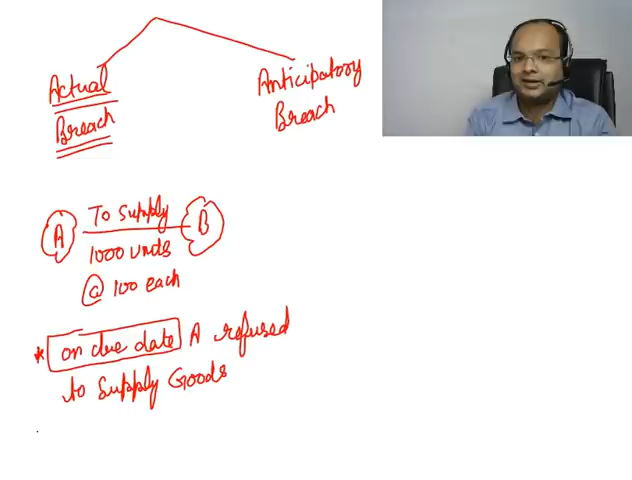 Actual
Breach
Anticipatory
Breach
A To Supply B
1000 units
@ 100 each
* on due date A refused
to Supply Goods